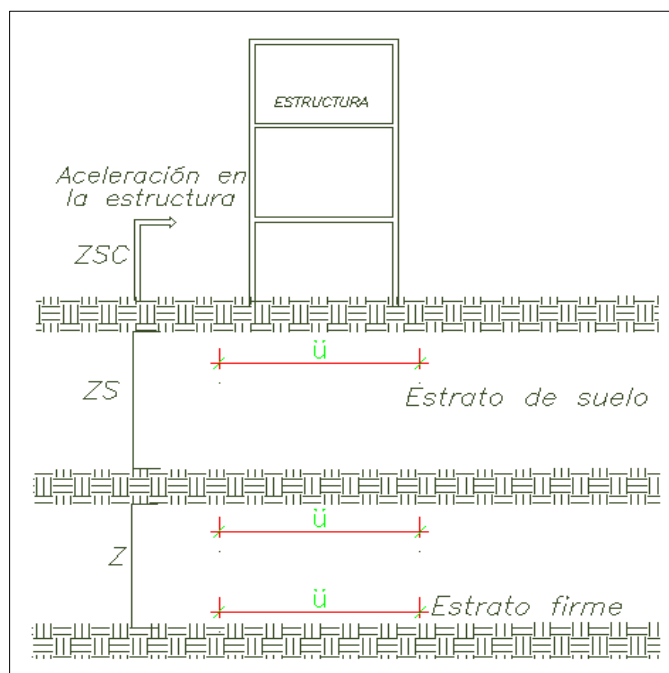 ESTRUCTURA
Aceleración en
la estructura
ZSC
ü
ZS
Estrato de suelo
ü
Z
ü
Estrato firme